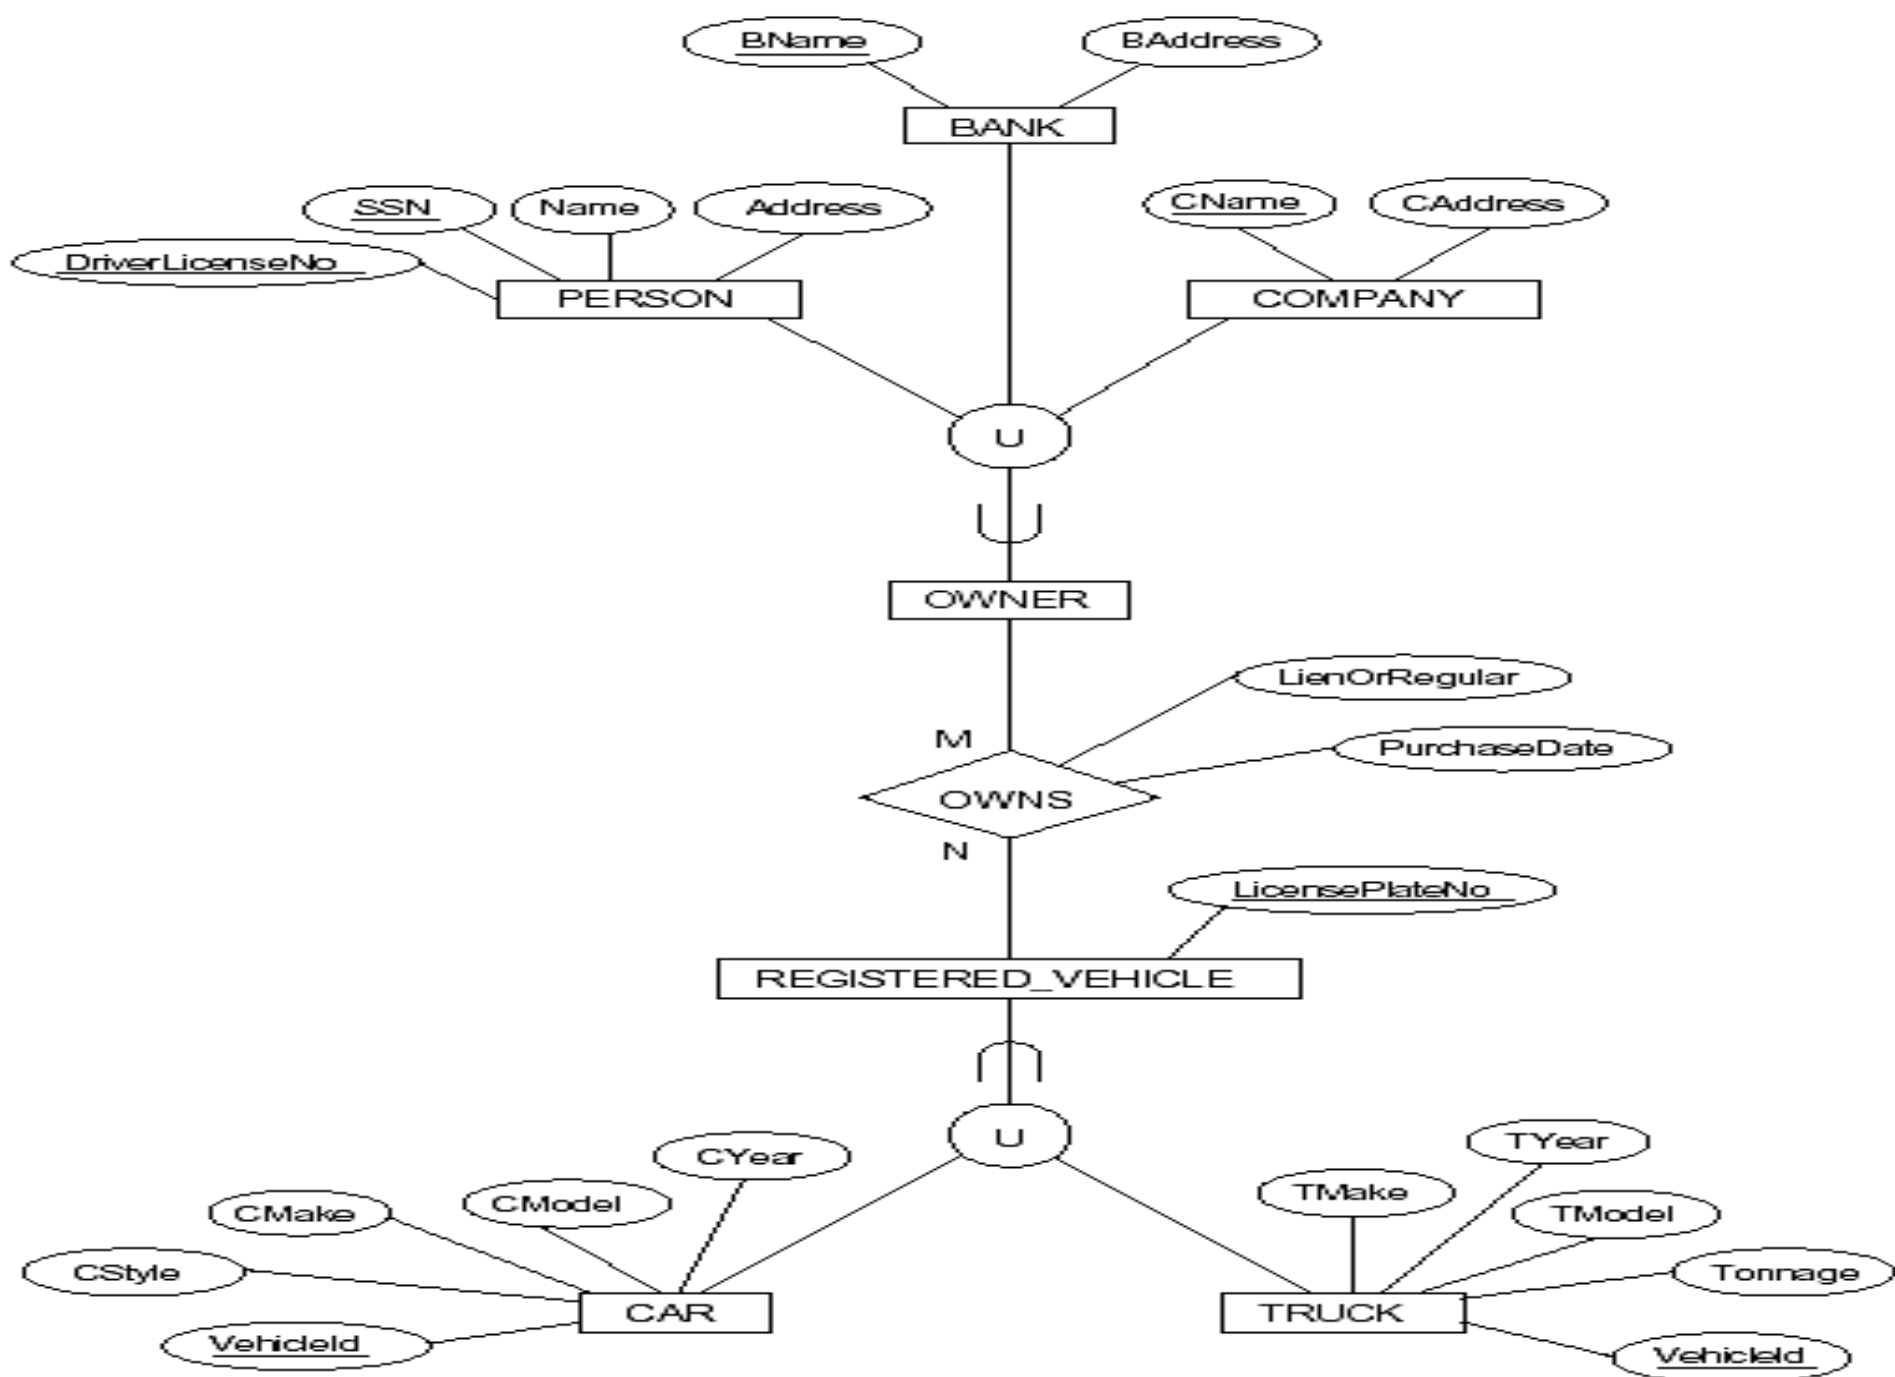 BName
BAddress
BANK
SSN
Name
Address
CName
CAddress
DriverLicenseNo
PERSON
COMPANY
U
OWNER
LienOrRegular
M
PurchaseDate
OWNS
N
LicensePlateNo
REGISTERED_VEHICLE
U
CYear
TYear
CMake
CModel
TMake
TModel
CStyle
Tonnage
CAR
TRUCK
VehicleId
VehicleId